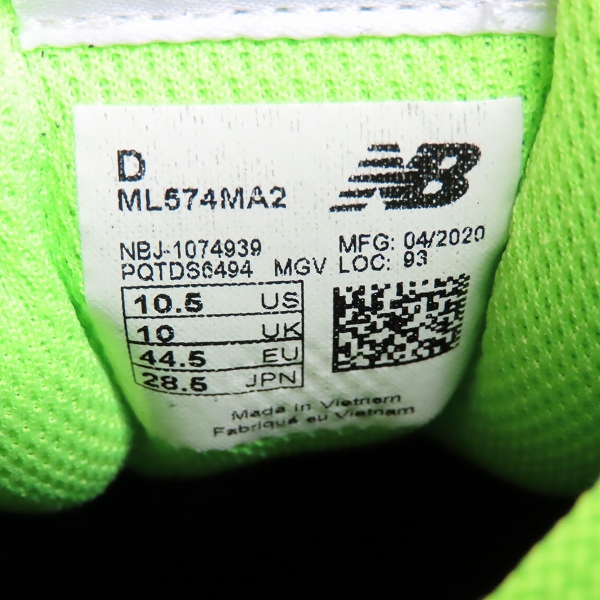 D
ML574MA2
NB
NBJ-1074939 MFG: 04/2020
PQTDS6494 MGV LOC: 93
10.5 US
10 UK
44.5 EU
28.5 JPN
Made in Vietnam
Fabriqué au Vietnam